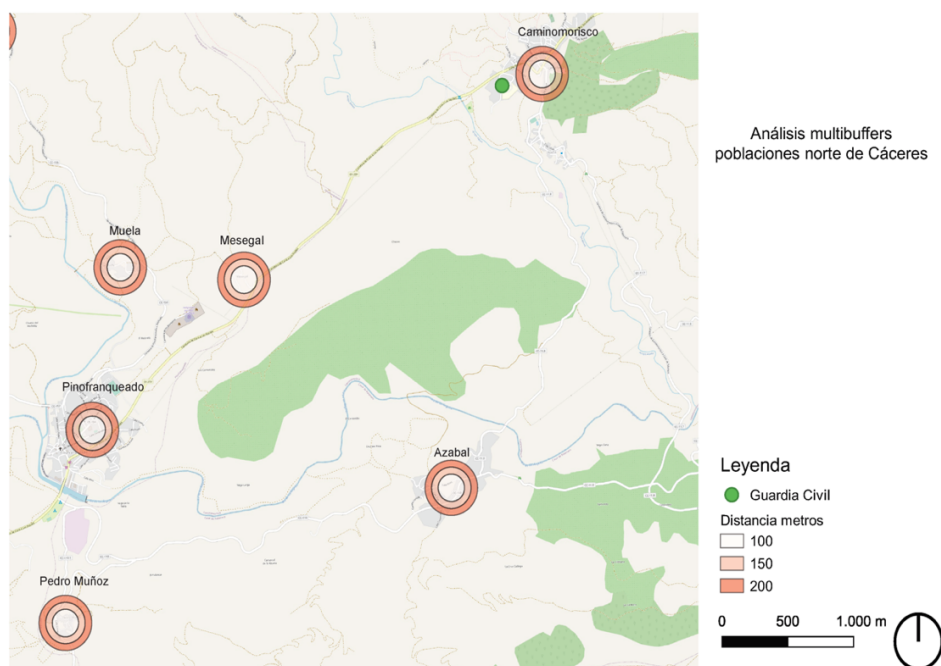 Caminomorisco
Análisis multibuffers
poblaciones norte de Cáceres
Muela
Mesegal
Pinofranqueado
Azabal
Leyenda
Guardia Civil
Distancia metros
100
150
200
Pedro Muñoz
0 500 1.000 m